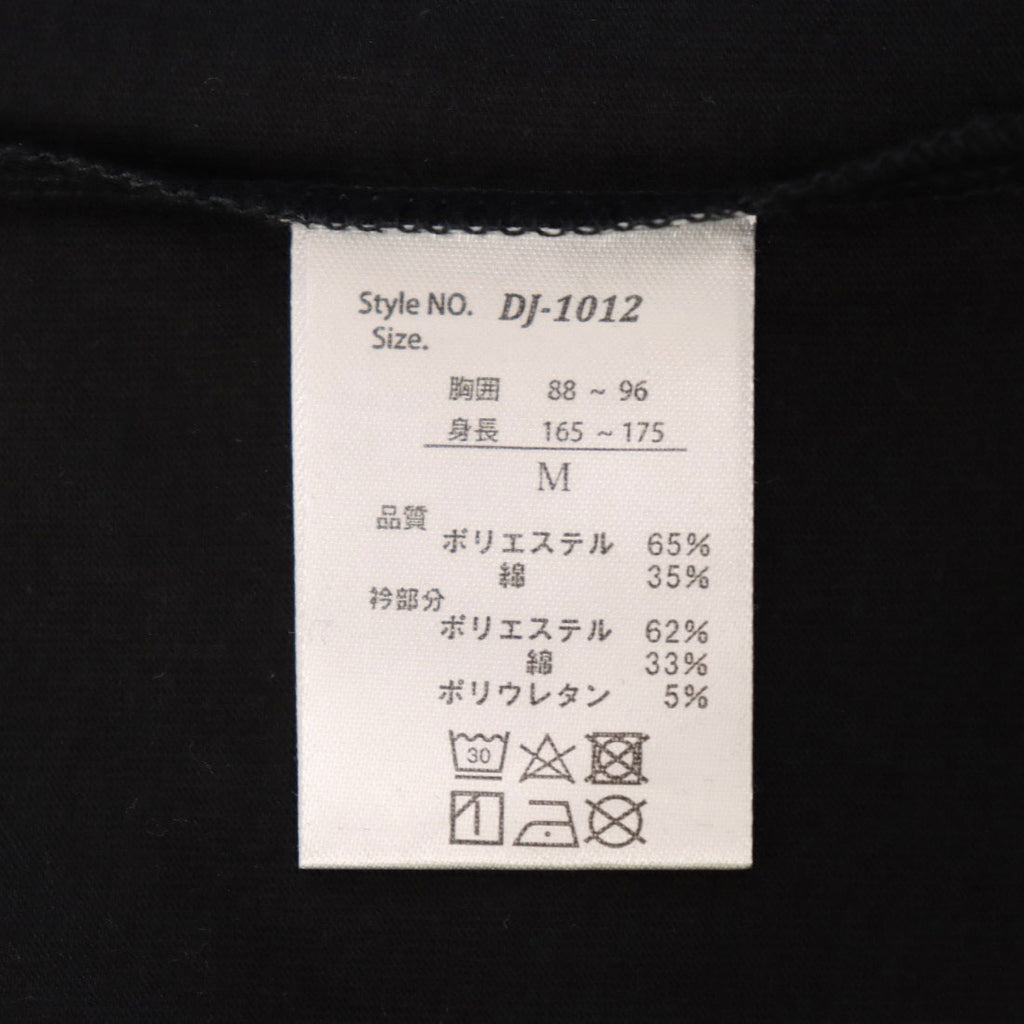 Style NO. DJ-1012
Size.
胸囲 88 ~ 96
身長 165 ~ 175
M
品質
ポリエステル 65%
綿 35%
衿部分
ポリエステル 62%
綿 33%
ポリウレタン 5%
30